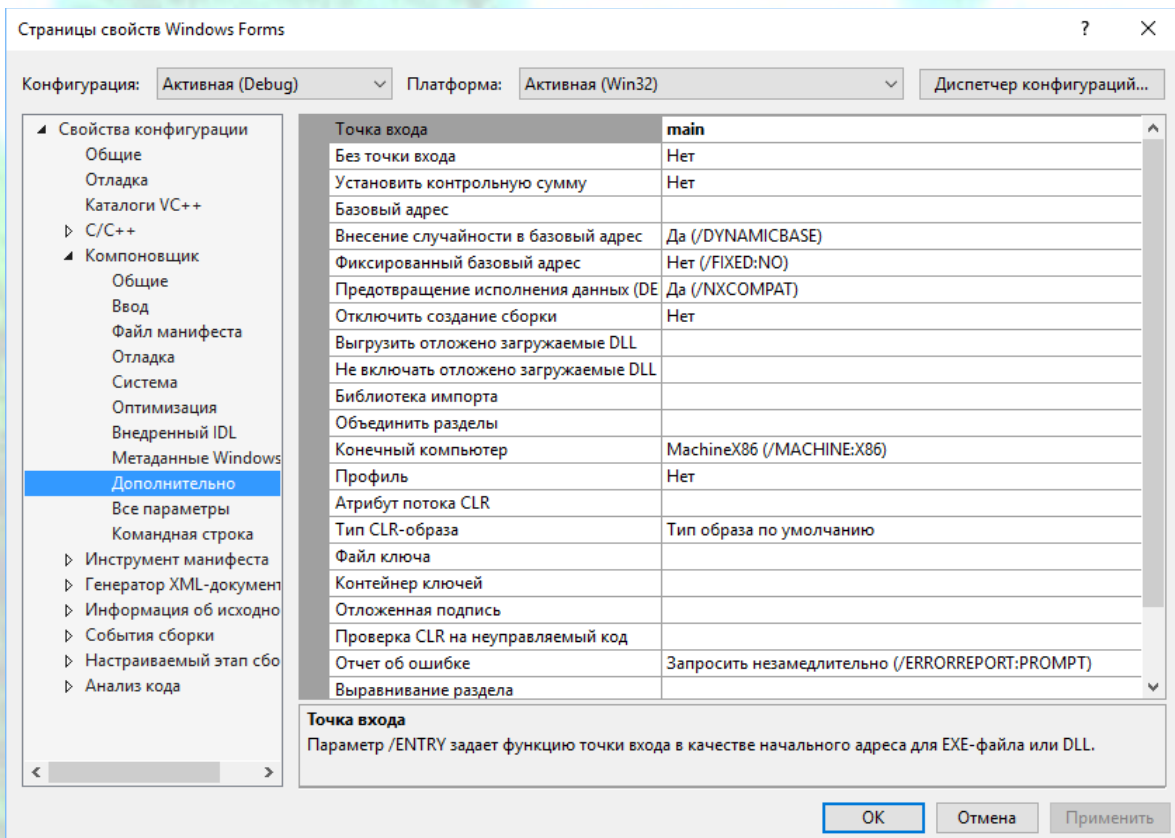 Страницы свойств Windows Forms
?
Конфигурация: Активная (Debug) Платформа: Активная (Win32) Диспетчер конфигураций...
Свойства конфигурации
Общие
Отладка
Каталоги VC++
C/C++
Компоновщик
Общие
Ввод
Файл манифеста
Отладка
Система
Оптимизация
Внедренный IDL
Метаданные Windows
Дополнительно
Все параметры
Командная строка
Инструмент манифеста
Генератор XML-документ
Информация об исходно
События сборки
Настраиваемый этап сбо
Анализ кода
Точка входа main
Без точки входа Нет
Установить контрольную сумму Нет
Базовый адрес
Внесение случайности в базовый адрес Да (/DYNAMICBASE)
Фиксированный базовый адрес Нет (/FIXED:NO)
Предотвращение исполнения данных (DE Да (/NXCOMPAT)
Отключить создание сборки Нет
Выгрузить отложено загружаемые DLL
Не включать отложено загружаемые DLL
Библиотека импорта
Объединить разделы
Конечный компьютер MachineX86 (/MACHINE:X86)
Профиль Нет
Атрибут потока CLR
Тип CLR-образа Тип образа по умолчанию
Файл ключа
Контейнер ключей
Отложенная подпись
Проверка CLR на неуправляемый код
Отчет об ошибке Запросить незамедлительно (/ERRORREPORT:PROMPT)
Выравнивание раздела
Точка входа
Параметр /ENTRY задает функцию точки входа в качестве начального адреса для EXE-файла или DLL.
ОК Отмена Применить